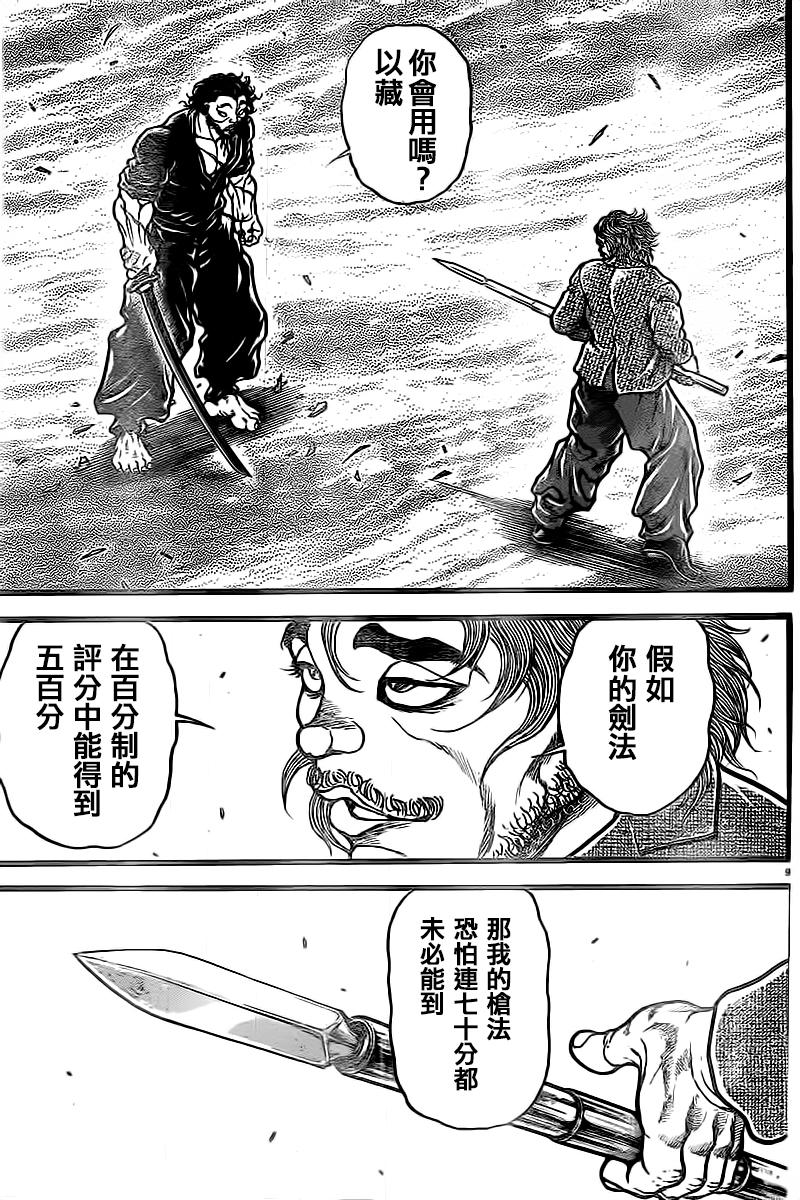 你會用嗎?
以藏
假如
你的劍法
在百分制的
評分中能得到
五百分
9
那我的槍法
恐怕連七十分都
未必能到